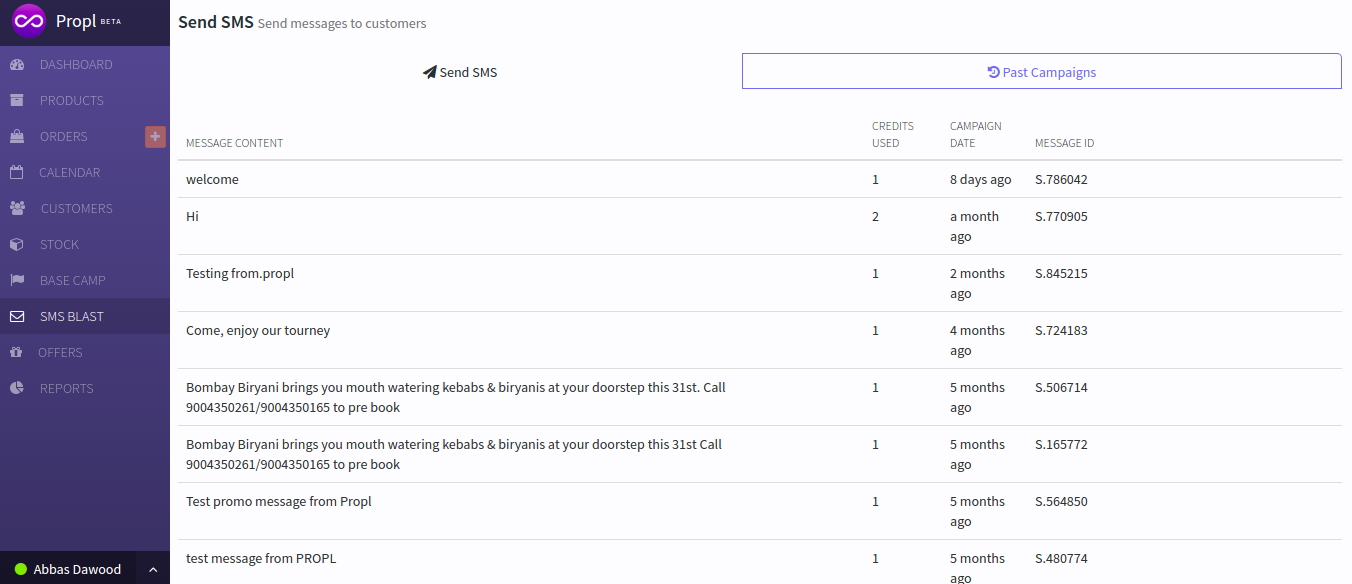 Propl BETA
DASHBOARD
PRODUCTS
ORDERS
+
CALENDAR
CUSTOMERS
STOCK
BASE CAMP
SMS BLAST
OFFERS
REPORTS
Abbas Dawood
Send SMS Send messages to customers
Send SMS
Past Campaigns
MESSAGE CONTENT
CREDITS
USED
CAMPAIGN
DATE
MESSAGE ID
welcome
1
8 days ago
S.786042
Hi
2
a month
ago
S.770905
Testing from.propl
1
2 months
ago
S.845215
Come, enjoy our tourney
1
4 months
ago
S.724183
Bombay Biryani brings you mouth watering kebabs & biryanis at your doorstep this 31st. Call
9004350261/9004350165 to pre book
1
5 months
ago
S.506714
Bombay Biryani brings you mouth watering kebabs & biryanis at your doorstep this 31st Call
9004350261/9004350165 to pre book
1
5 months
ago
S.165772
Test promo message from Propl
1
5 months
ago
S.564850
test message from PROPL
1
5 months
ago
S.480774